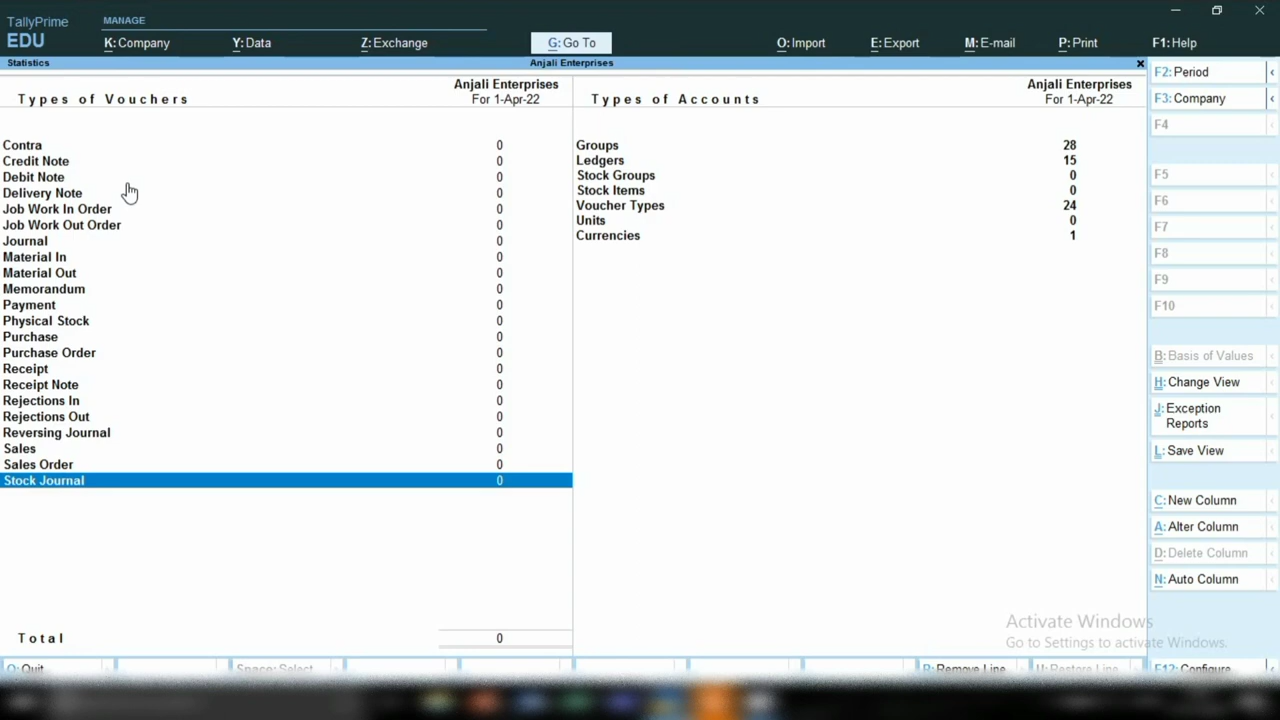 TallyPrime
EDU
MANAGE
K: Company
Y: Data
Z: Exchange
G: Go To
O: Import
E: Export
M: E-mail
P: Print
F1: Help
Statistics
Anjali Enterprises
Types of Vouchers
Anjali Enterprises
For 1-Apr-22
Contra 0
Credit Note 0
Debit Note 0
Delivery Note 0
Job Work In Order 0
Job Work Out Order 0
Journal 0
Material In 0
Material Out 0
Memorandum 0
Payment 0
Physical Stock 0
Purchase 0
Purchase Order 0
Receipt 0
Receipt Note 0
Rejections In 0
Rejections Out 0
Reversing Journal 0
Sales 0
Sales Order 0
Stock Journal 0
Total 0
Types of Accounts
Anjali Enterprises
For 1-Apr-22
Groups 28
Ledgers 15
Stock Groups 0
Stock Items 0
Voucher Types 24
Units 0
Currencies 1
F2: Period
F3: Company
F4
F5
F6
F7
F8
F9
F10
B: Basis of Values
H: Change View
J: Exception
Reports
L: Save View
C: New Column
A: Alter Column
D: Delete Column
N: Auto Column
Activate Windows
Go to Settings to activate Windows.
Q: Quit
Space: Select
R: Remove Line
U: Restore Line
F12: Configure